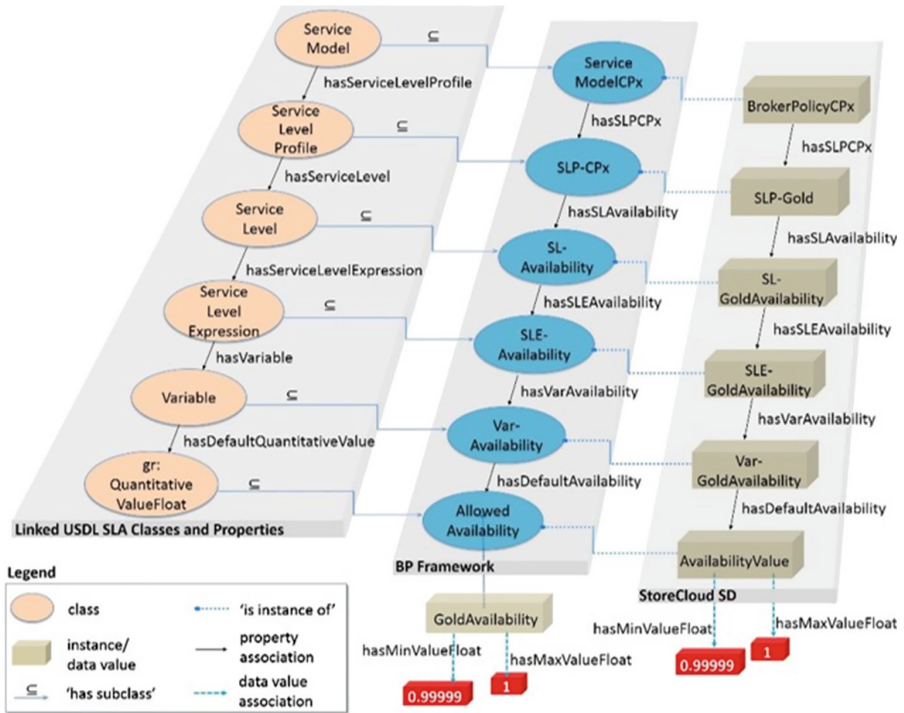 Service
Model
⊆
hasServiceLevelProfile
Service
Level
Profile
⊆
hasServiceLevel
Service
Level
⊆
hasServiceLevelExpression
Service
Level
Expression
⊆
hasVariable
Variable
⊆
hasDefaultQuantitativeValue
gr:
Quantitative
ValueFloat
⊆
Linked USDL SLA Classes and Properties
Service
ModelCPx
hasSLPCPx
SLP-CPx
hasSLAvailability
SL-
Availability
hasSLEAvailability
SLE-
Availability
hasVarAvailability
Var-
Availability
hasDefaultAvailability
Allowed
Availability
BP Framework
GoldAvailability
hasMinValueFloat
hasMaxValueFloat
0.99999
1
BrokerPolicyCPx
hasSLPCPx
SLP-Gold
hasSLAvailability
SL-
GoldAvailability
hasSLEAvailability
SLE-
GoldAvailability
hasVarAvailability
Var-
GoldAvailability
hasDefaultAvailability
AvailabilityValue
StoreCloud SD
hasMinValueFloat
hasMaxValueFloat
0.99999
1
Legend
class
instance/
data value
⊆
'has subclass'
'is instance of'
property
association
data value
association